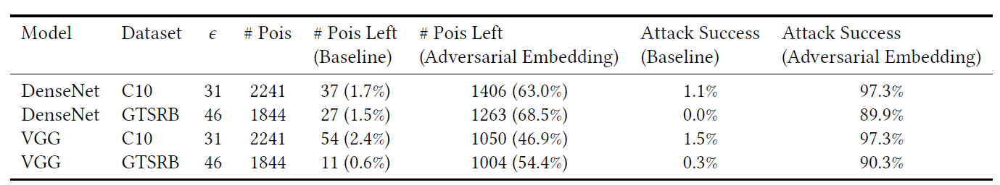 Model Dataset ϵ # Pois # Pois Left # Pois Left Attack Success Attack Success
(Baseline) (Adversarial Embedding) (Baseline) (Adversarial Embedding)
DenseNet C10 31 2241 37 (1.7%) 1406 (63.0%) 1.1% 97.3%
DenseNet GTSRB 46 1844 27 (1.5%) 1263 (68.5%) 0.0% 89.9%
VGG C10 31 2241 54 (2.4%) 1050 (46.9%) 1.5% 97.3%
VGG GTSRB 46 1844 11 (0.6%) 1004 (54.4%) 0.3% 90.3%